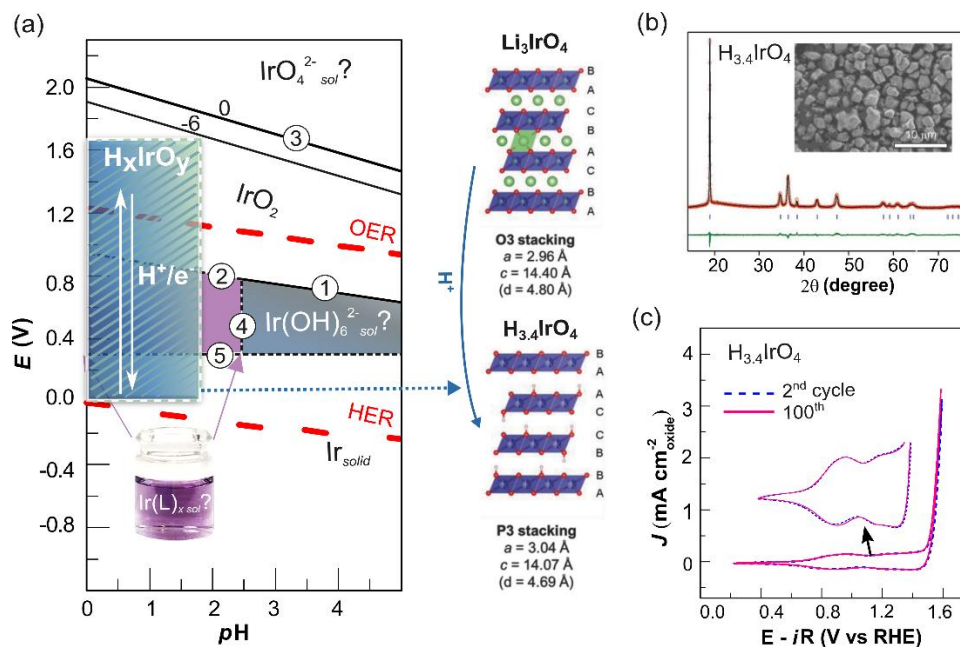 (a)
E (V)
2.0
1.6
1.2
0.8
0.4
0.0
-0.4
-0.8
IrO₄²⁻ sol?
0
-6
3
HₓIrOy
IrO₂
OER
H⁺/e
2
1
Ir(OH)₆²⁻ sol?
4
5
HER
Ir solid
Ir(L)ₓ sol?
0
1
2
3
4
pH
Li₃IrO₄
B
A
C
B
A
C
B
A
O3 stacking
a = 2.96 Å
c = 14.40 Å
(d = 4.80 Å)
H⁺
H₃.₄IrO₄
B
A
A
C
C
B
B
A
P3 stacking
a = 3.04 Å
c = 14.07 Å
(d = 4.69 Å)
(b)
H₃.₄IrO₄
10 μm
20 30 40 50 60 70
2θ (degree)
(c)
H₃.₄IrO₄
2ⁿᵈ cycle
100ᵗʰ
J (mA cm⁻² oxide)
4
3
2
1
0
0.0 0.4 0.8 1.2 1.6
E - iR (V vs RHE)